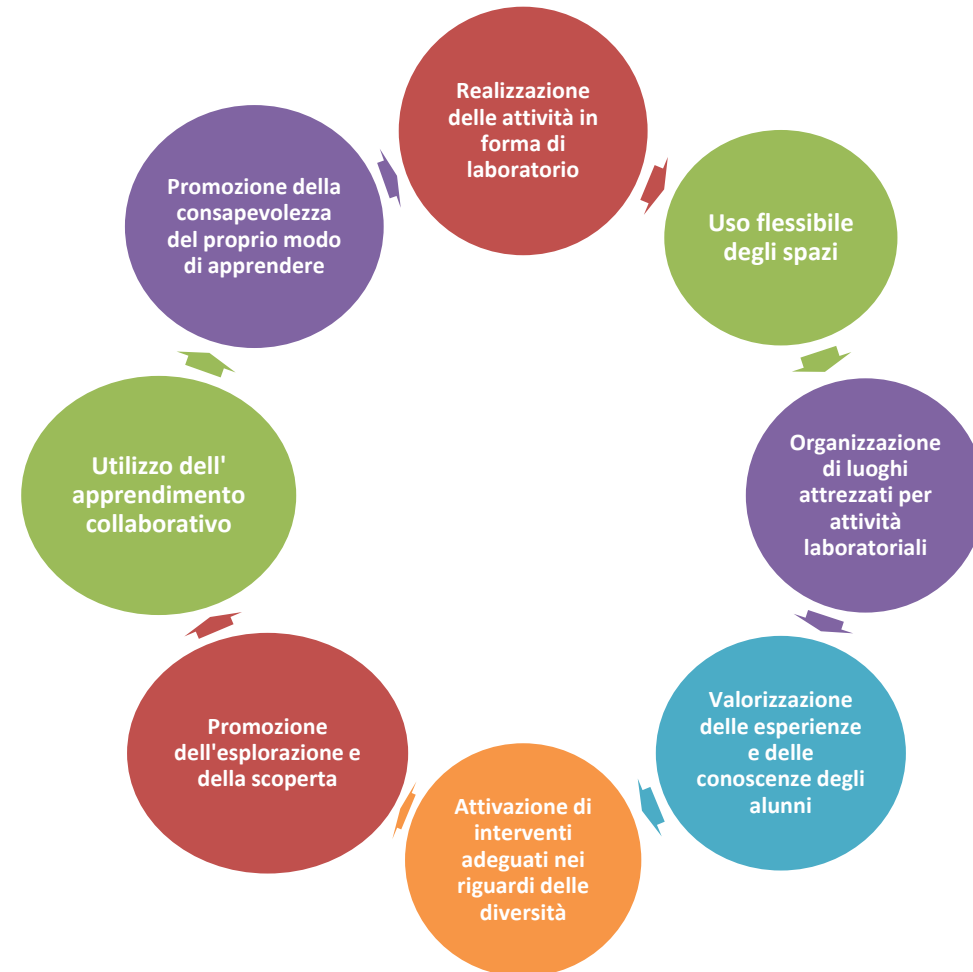 Realizzazione
delle attività in
forma di
laboratorio
Uso flessibile
degli spazi
Organizzazione
di luoghi
attrezzati per
attività
laboratoriali
Valorizzazione
delle esperienze
e delle
conoscenze degli
alunni
Attivazione di
interventi
adeguati nei
riguardi delle
diversità
Promozione
dell'esplorazione e
della scoperta
Utilizzo dell'
apprendimento
collaborativo
Promozione della
consapevolezza
del proprio modo
di apprendere